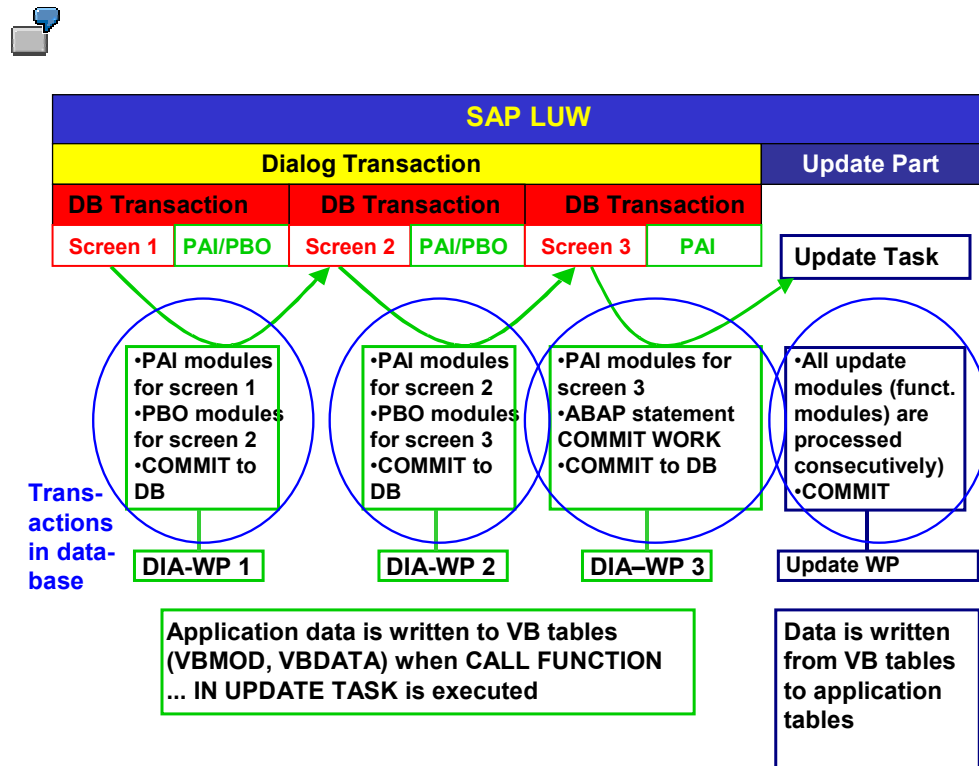 SAP LUW
Dialog Transaction
Update Part
DB Transaction
DB Transaction
DB Transaction
Screen 1
PAI/PBO
Screen 2
PAI/PBO
Screen 3
PAI
Update Task
•PAI modules
for screen 1
•PBO modules
for screen 2
•COMMIT to
DB
•PAI modules
for screen 2
•PBO modules
for screen 3
•COMMIT to
DB
•PAI modules for
screen 3
•ABAP statement
COMMIT WORK
•COMMIT to DB
•All update
modules (funct.
modules) are
processed
consecutively)
•COMMIT
Trans-
actions
in data-
base
DIA-WP 1
DIA-WP 2
DIA–WP 3
Update WP
Application data is written to VB tables
(VBMOD, VBDATA) when CALL FUNCTION
... IN UPDATE TASK is executed
Data is written
from VB tables
to application
tables